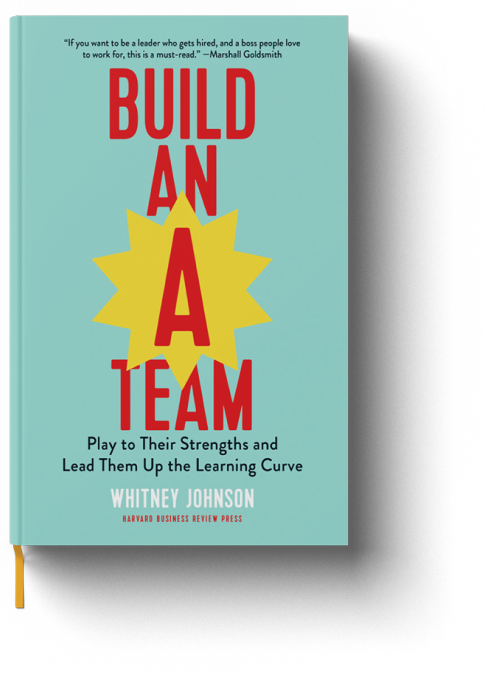 “If you want to be a leader who gets hired, and a boss people love
to work for, this is a must-read.” —Marshall Goldsmith
BUILD
AN
A
TEAM
Play to Their Strengths and
Lead Them Up the Learning Curve
WHITNEY JOHNSON
HARVARD BUSINESS REVIEW PRESS